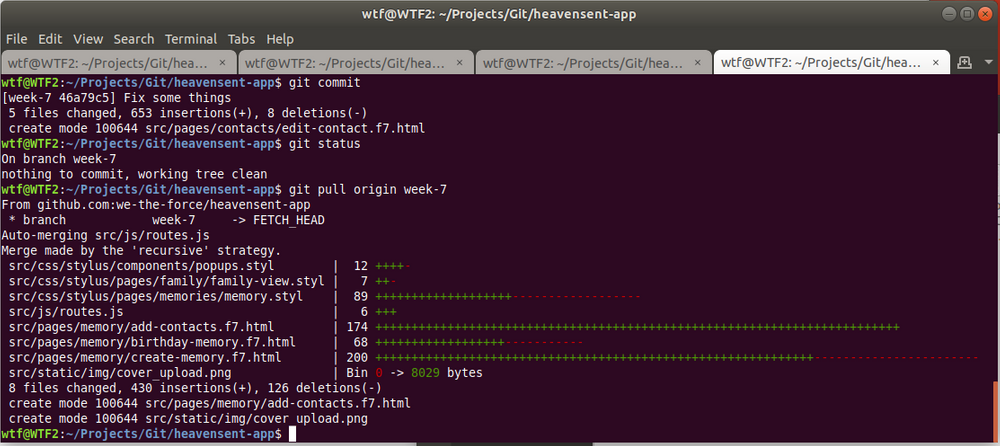 wtf@WTF2: ~/Projects/Git/heavensent-app
File Edit View Search Terminal Tabs Help
wtf@WTF2: ~/Projects/Git/hea... × wtf@WTF2: ~/Projects/Git/hea... × wtf@WTF2: ~/Projects/Git/hea... × wtf@WTF2: ~/Projects/Git/hea... ×
wtf@WTF2:~/Projects/Git/heavensent-app$ git commit
[week-7 46a79c5] Fix some things
 5 files changed, 653 insertions(+), 8 deletions(-)
 create mode 100644 src/pages/contacts/edit-contact.f7.html
wtf@WTF2:~/Projects/Git/heavensent-app$ git status
On branch week-7
nothing to commit, working tree clean
wtf@WTF2:~/Projects/Git/heavensent-app$ git pull origin week-7
From github.com:we-the-force/heavensent-app
 * branch            week-7     -> FETCH_HEAD
Auto-merging src/js/routes.js
Merge made by the 'recursive' strategy.
 src/css/stylus/components/popups.styl        |  12 ++++-
 src/css/stylus/pages/family/family-view.styl |   7 ++-
 src/css/stylus/pages/memories/memory.styl    |  89 +++++++++++++++++++------------------
 src/js/routes.js                             |   6 +++
 src/pages/memory/add-contacts.f7.html        | 174 +++++++++++++++++++++++++++++++++++++++++++++++++++++++++++++++++++++++++
 src/pages/memory/birthday-memory.f7.html     |  68 ++++++++++++++++++-----------
 src/pages/memory/create-memory.f7.html       | 200 +++++++++++++++++++++++++++++++++++++++++++++++++++++++++++++-----------------------
 src/static/img/cover_upload.png              | Bin 0 -> 8029 bytes
 8 files changed, 430 insertions(+), 126 deletions(-)
 create mode 100644 src/pages/memory/add-contacts.f7.html
 create mode 100644 src/static/img/cover_upload.png
wtf@WTF2:~/Projects/Git/heavensent-app$